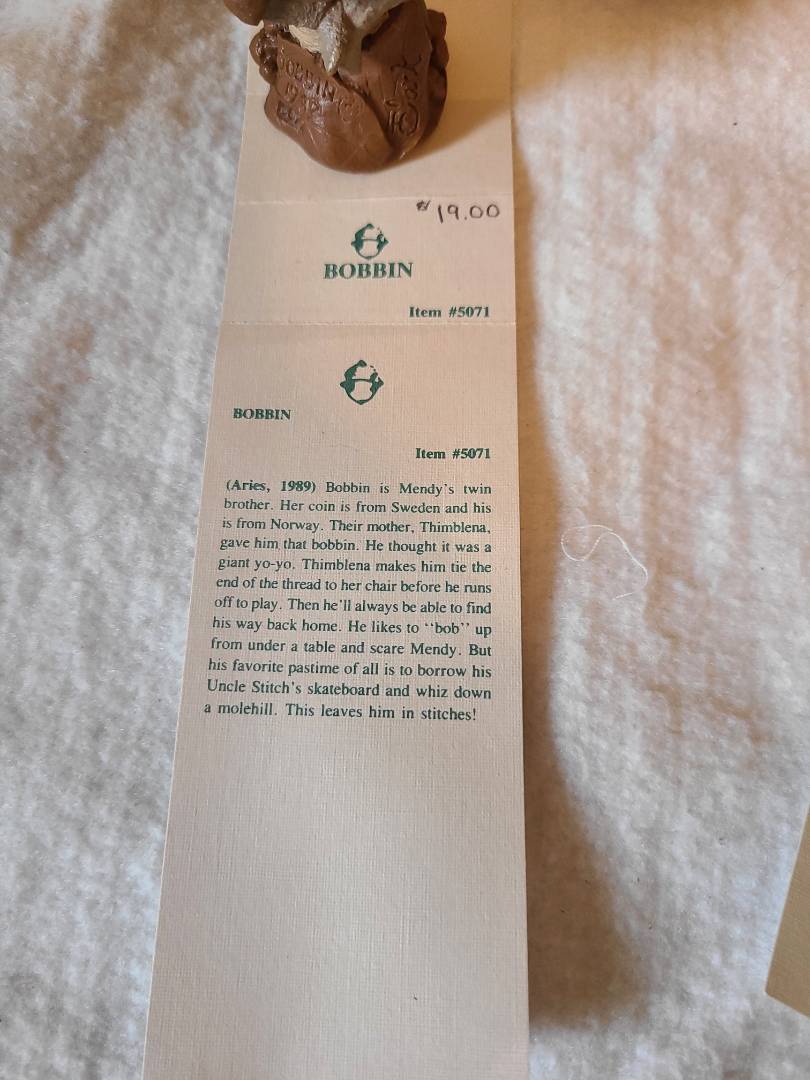 BOBBIN
$19.00
BOBBIN
Item #5071
BOBBIN
Item #5071
(Aries, 1989) Bobbin is Mendy's twin
brother. Her coin is from Sweden and his
is from Norway. Their mother, Thimblena,
gave him that bobbin. He thought it was a
giant yo-yo. Thimblena makes him tie the
end of the thread to her chair before he runs
off to play. Then he'll always be able to find
his way back home. He likes to "bob" up
from under a table and scare Mendy. But
his favorite pastime of all is to borrow his
Uncle Stitch's skateboard and whiz down
a molehill. This leaves him in stitches!